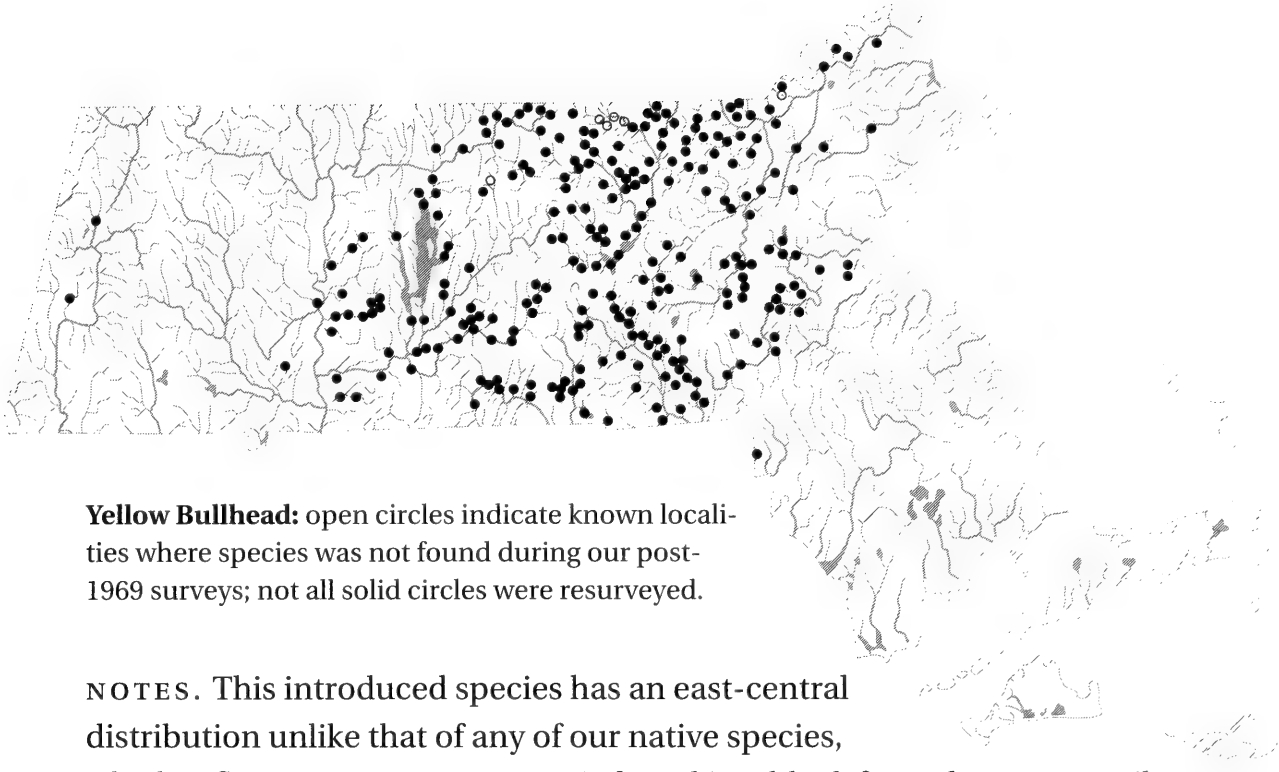 Yellow Bullhead: open circles indicate known locali-
ties where species was not found during our post-
1969 surveys; not all solid circles were resurveyed.
NOTES. This introduced species has an east-central
distribution unlike that of any of our native species,